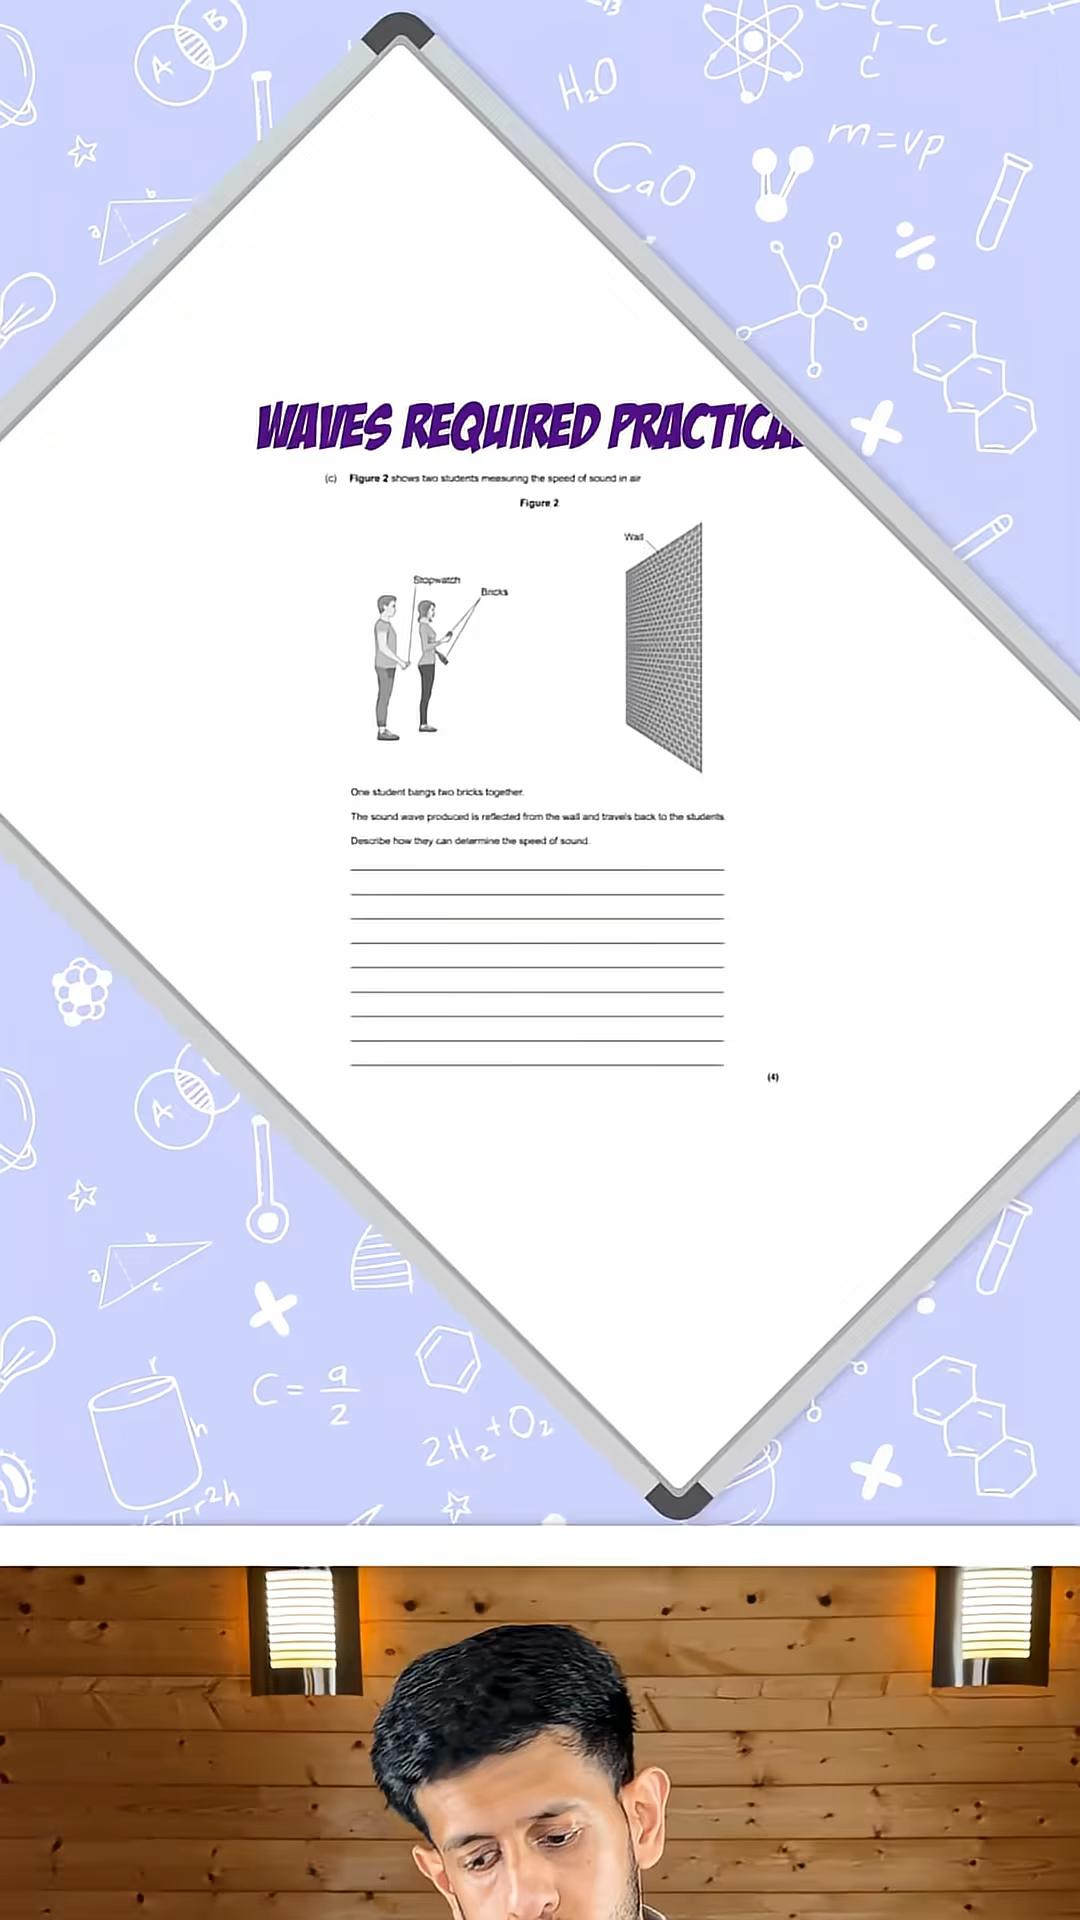 WAVES REQUIRED PRACTICA
(c) Figure 2 shows two students measuring the speed of sound in air
Figure 2
Wall
Stopwatch
Bricks
One student bangs two bricks together.
The sound wave produced is reflected from the wall and travels back to the students.
Describe how they can determine the speed of sound.
(4)
A B
H₂O
C C C
C
CaO
m=vp
a b
A
a b c
C = q/2
2H₂+O₂
r
h
πr²h